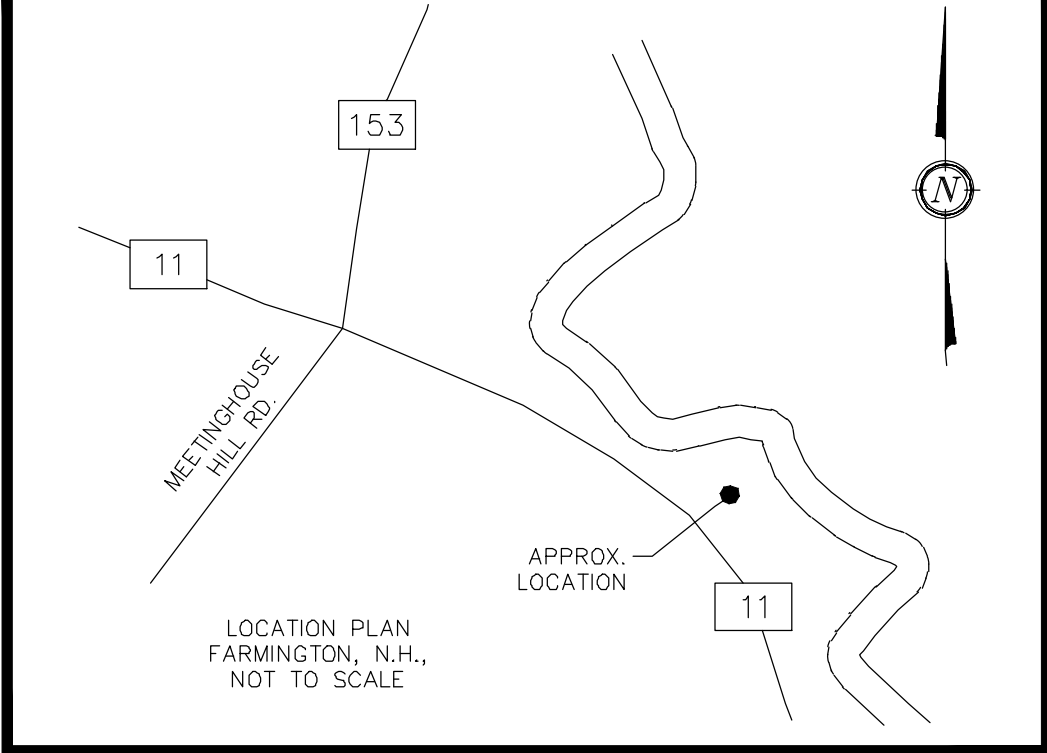 153
N
11
MEETINGHOUSE
HILL RD.
APPROX.
LOCATION
11
LOCATION PLAN
FARMINGTON, N.H.,
NOT TO SCALE